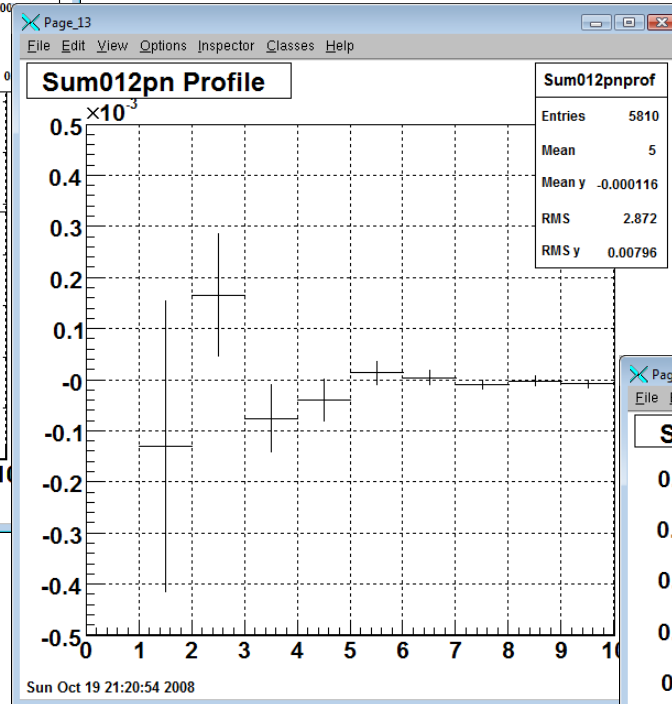 Page_13
File Edit View Options Inspector Classes Help
Sum012pn Profile
×10-3
Sum012pnprof
Entries 5810
Mean 5
Mean y -0.000116
RMS 2.872
RMS y 0.00796
0.5
0.4
0.3
0.2
0.1
-0
-0.1
-0.2
-0.3
-0.4
-0.5
0 1 2 3 4 5 6 7 8 9
Sun Oct 19 21:20:54 2008
File